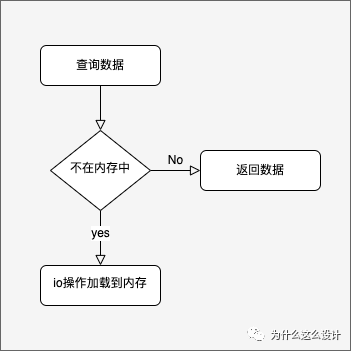 查询数据
不在内存中
No
返回数据
yes
io操作加载到内存
为什么这么设计